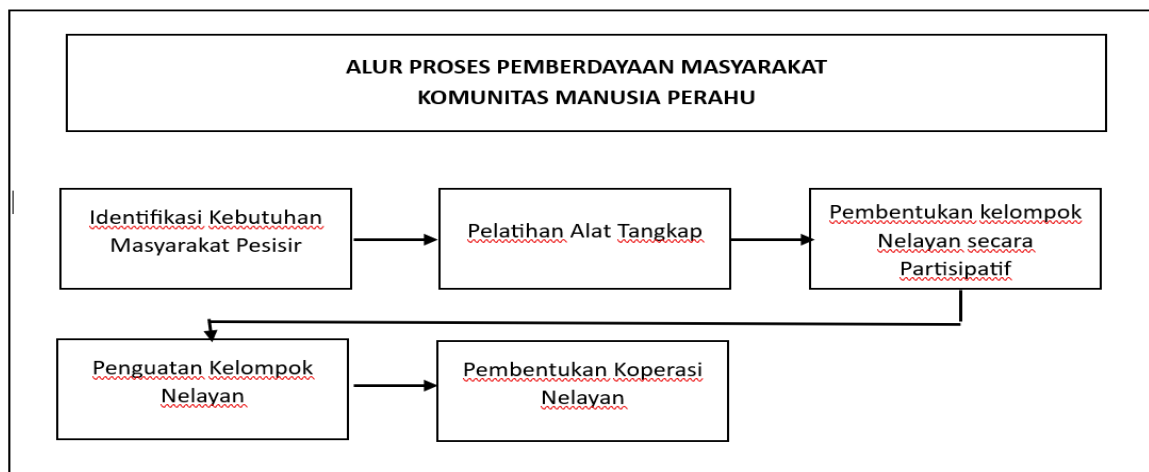 ALUR PROSES PEMBERDAYAAN MASYARAKAT
KOMUNITAS MANUSIA PERAHU
Identifikasi Kebutuhan
Masyarakat Pesisir
Pelatihan Alat Tangkap
Pembentukan kelompok
Nelayan secara
Partisipatif
Penguatan Kelompok
Nelayan
Pembentukan Koperasi
Nelayan